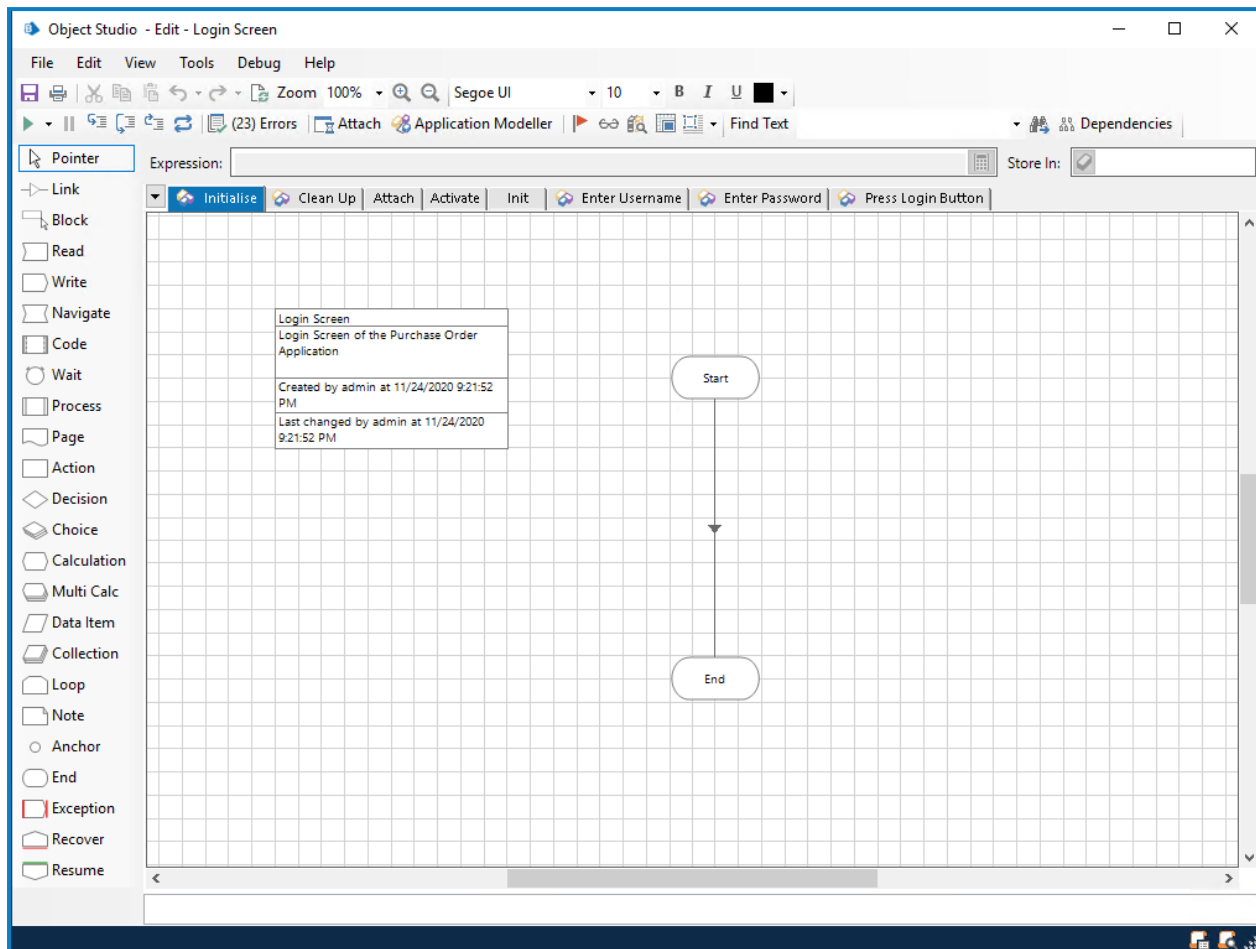 Object Studio - Edit - Login Screen
File Edit View Tools Debug Help
Zoom 100% Segoe UI 10 B I U
(23) Errors Attach Application Modeller Find Text Dependencies
Pointer
Expression: Store In:
Link
Initialise Clean Up Attach Activate Init Enter Username Enter Password Press Login Button
Block
Read
Write
Navigate
Code
Wait
Process
Page
Action
Decision
Choice
Calculation
Multi Calc
Data Item
Collection
Loop
Note
Anchor
End
Exception
Recover
Resume
Login Screen
Login Screen of the Purchase Order
Application
Created by admin at 11/24/2020 9:21:52
PM
Last changed by admin at 11/24/2020
9:21:52 PM
Start
End